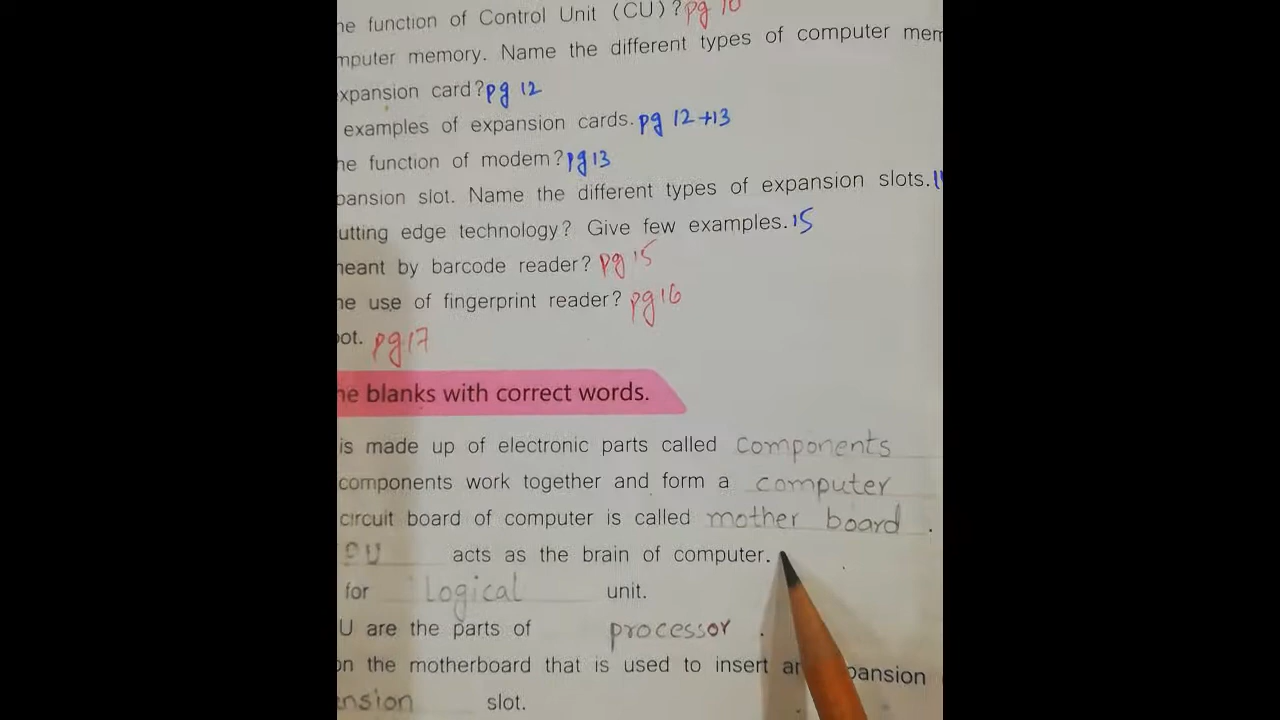 he function of Control Unit (CU)? pg 10
mputer memory. Name the different types of computer mem
xpansion card? pg 12
examples of expansion cards. pg 12+13
he function of modem? pg 13
pansion slot. Name the different types of expansion slots.
utting edge technology? Give few examples. 15
neant by barcode reader? pg 15
he use of fingerprint reader? pg 16
ot. pg 17
he blanks with correct words.
is made up of electronic parts called components
components work together and form a computer
circuit board of computer is called mother board .
PU acts as the brain of computer.
for logical unit.
U are the parts of processor .
on the motherboard that is used to insert an pansion
nsion slot.